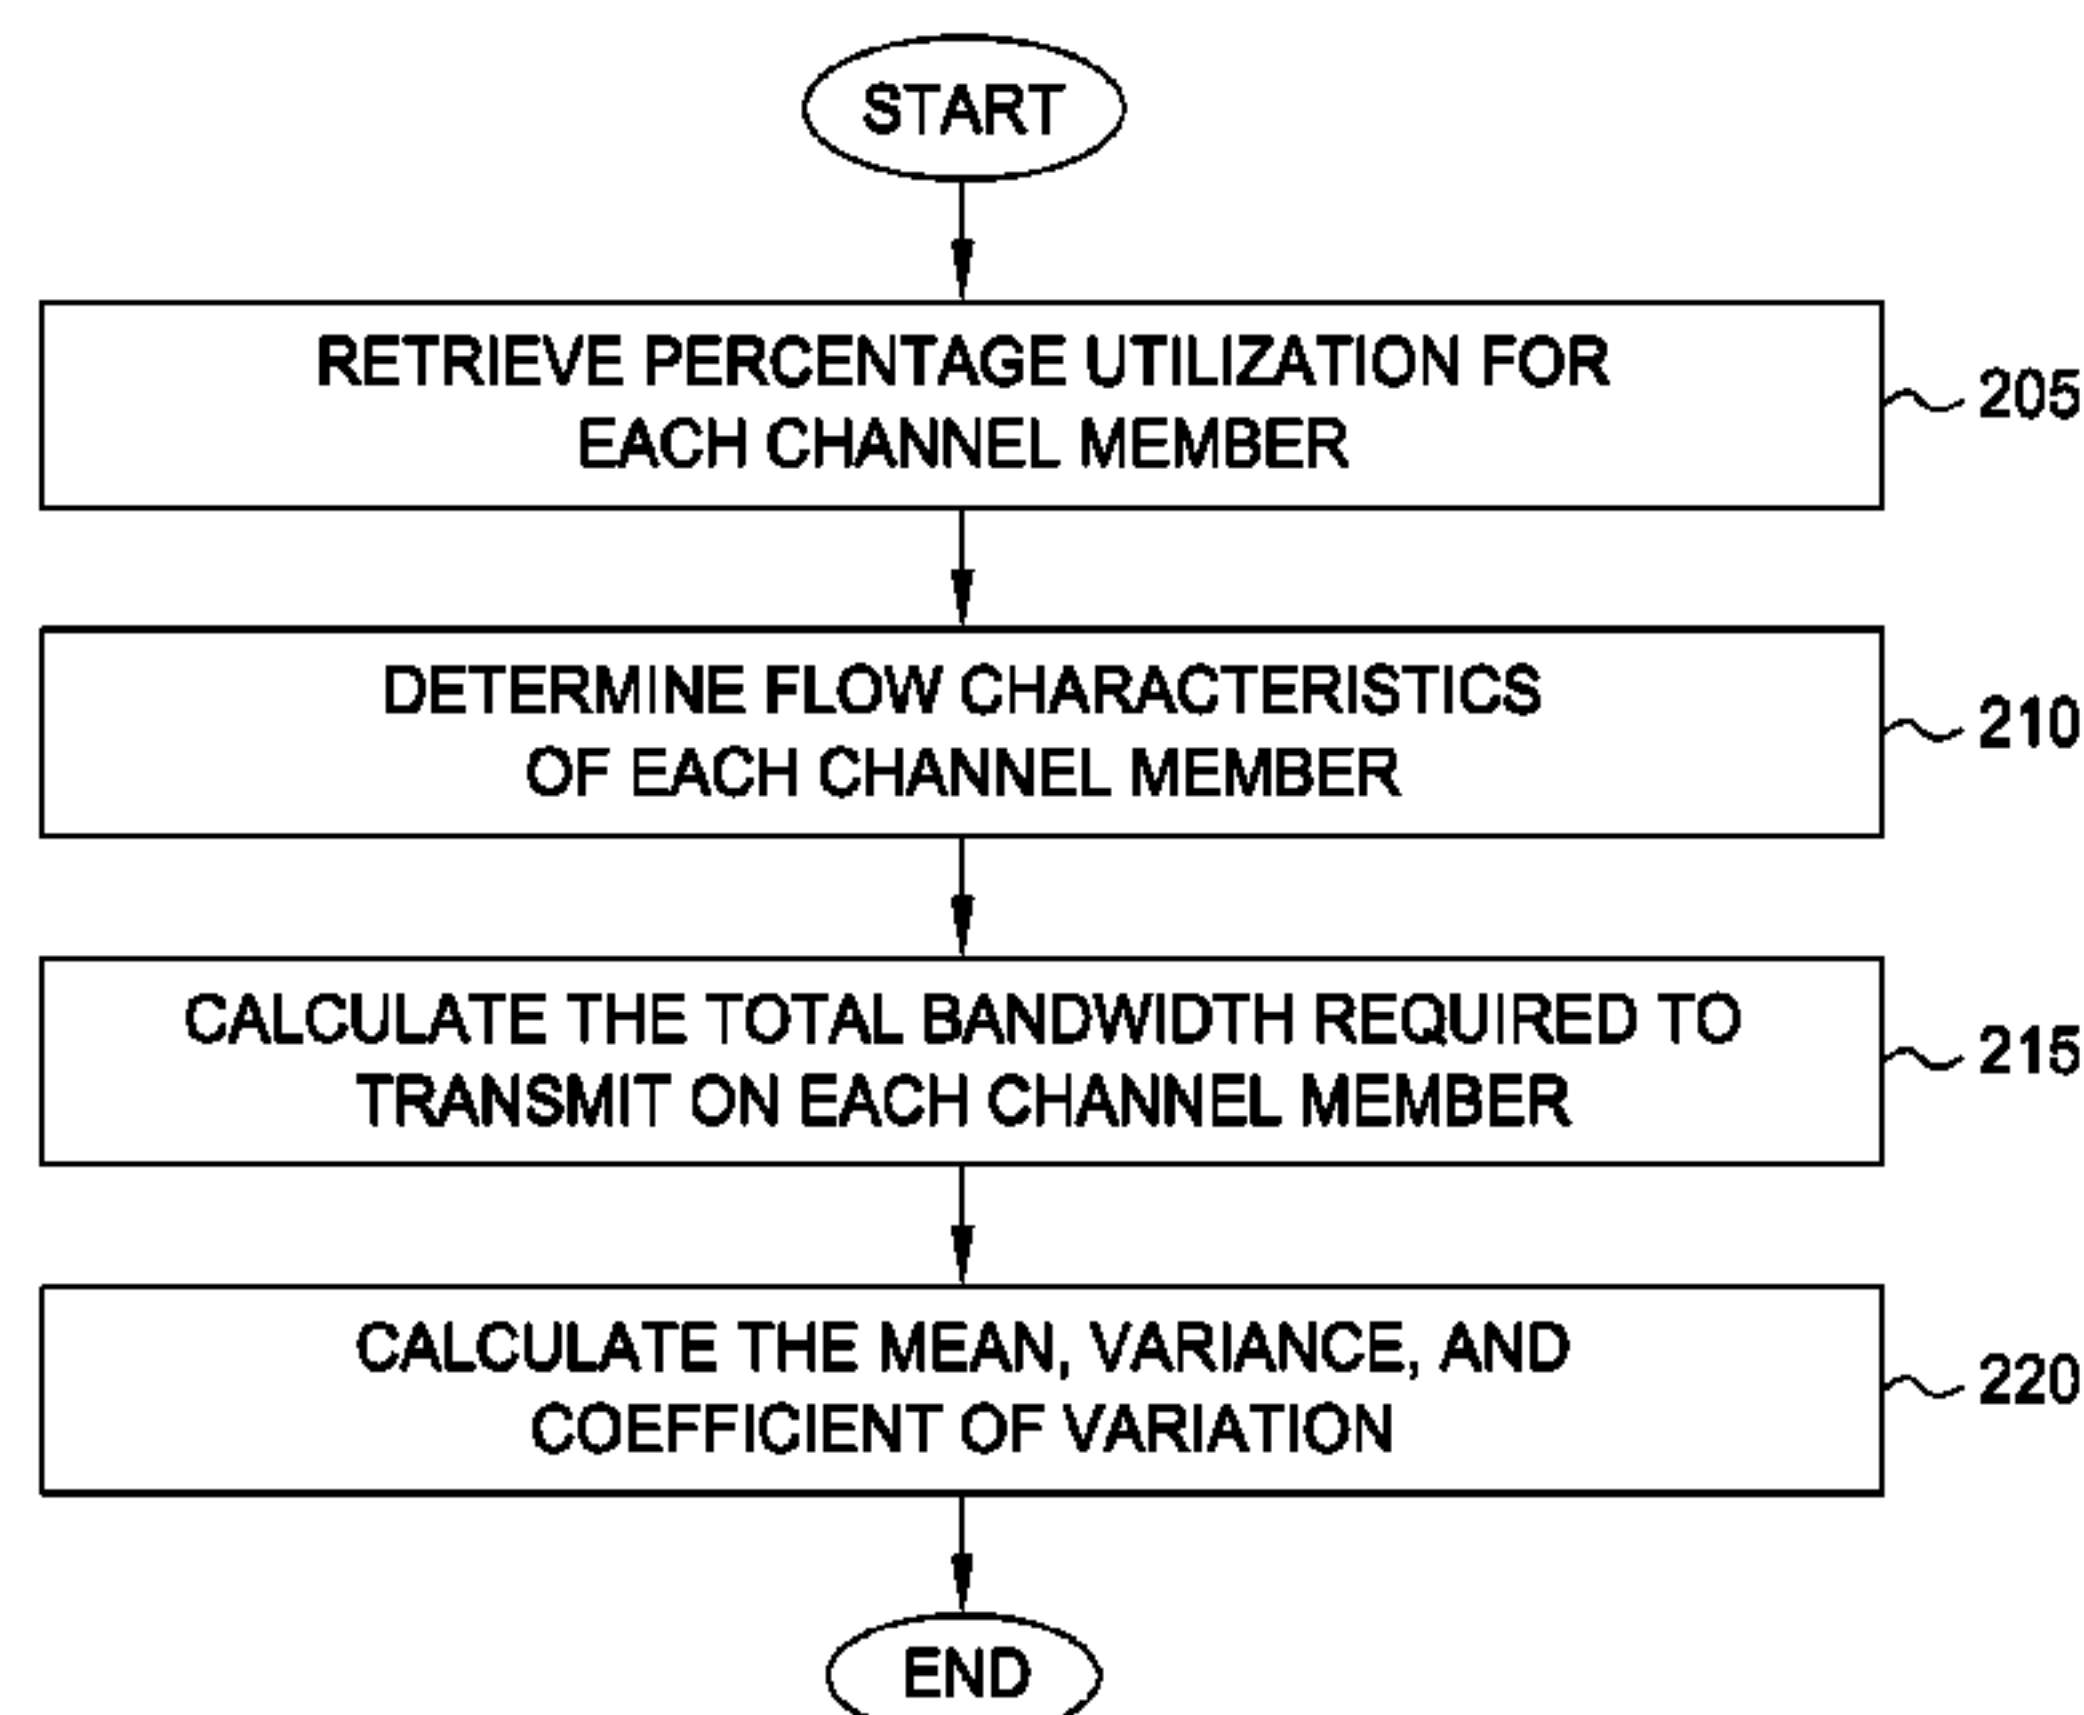 START
RETRIEVE PERCENTAGE UTILIZATION FOR
EACH CHANNEL MEMBER
205
DETERMINE FLOW CHARACTERISTICS
OF EACH CHANNEL MEMBER
210
CALCULATE THE TOTAL BANDWIDTH REQUIRED TO
TRANSMIT ON EACH CHANNEL MEMBER
215
CALCULATE THE MEAN, VARIANCE, AND
COEFFICIENT OF VARIATION
220
END